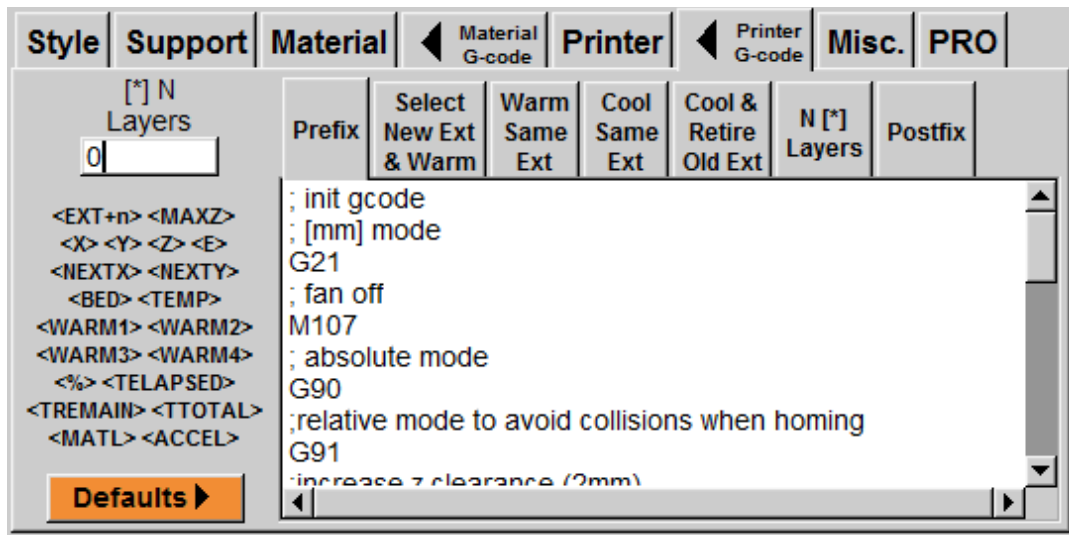 Style Support Material Material G-code Printer Printer G-code Misc. PRO
[*] N
Layers
0
<EXT+n> <MAXZ>
<X> <Y> <Z> <E>
<NEXTX> <NEXTY>
<BED> <TEMP>
<WARM1> <WARM2>
<WARM3> <WARM4>
<%> <TELAPSED>
<TREMAIN> <TTOTAL>
<MATL> <ACCEL>
Defaults
Prefix
Select
New Ext
& Warm
Warm
Same
Ext
Cool
Same
Ext
Cool &
Retire
Old Ext
N [*]
Layers
Postfix
; init gcode
; [mm] mode
G21
; fan off
M107
; absolute mode
G90
;relative mode to avoid collisions when homing
G91
;increase z clearance (2mm)